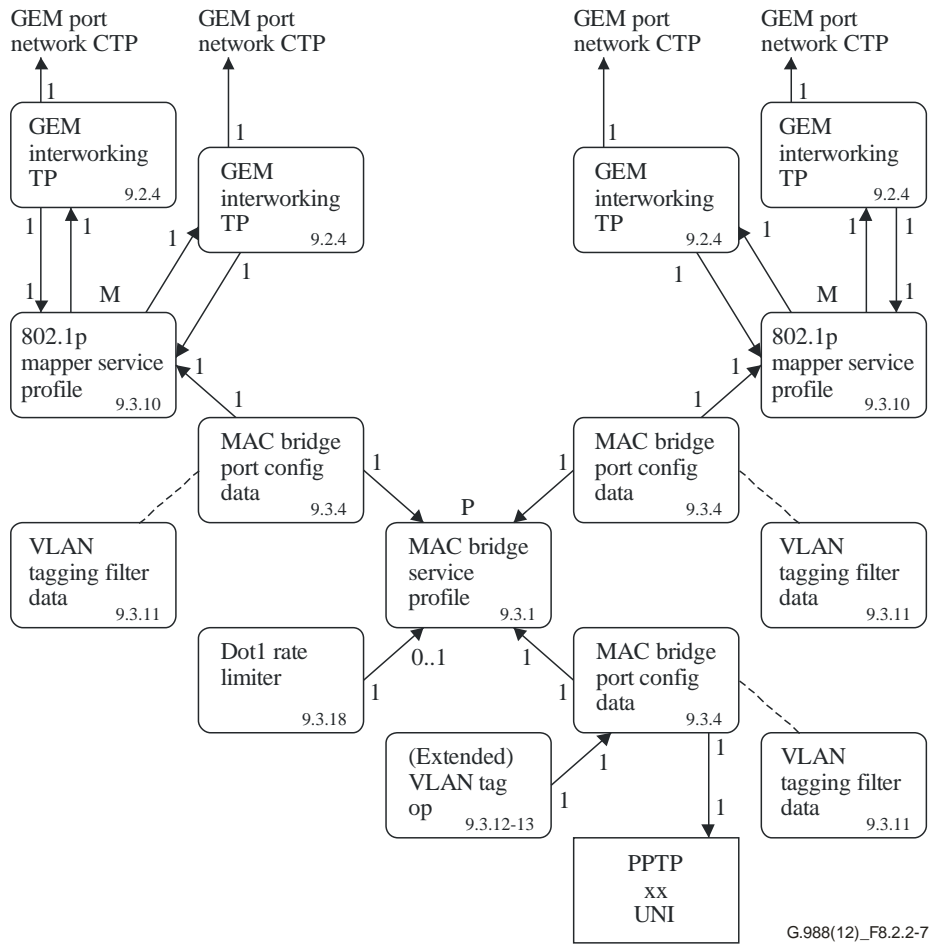 GEM port
network CTP
GEM port
network CTP
GEM port
network CTP
GEM port
network CTP
1
1
GEM
interworking
TP
9.2.4
1
1
GEM
interworking
TP
9.2.4
GEM
interworking
TP
9.2.4
GEM
interworking
TP
9.2.4
1
1
1
1
1
1
1
1
1
M
1
M
802.1p
mapper service
profile
9.3.10
1
1
802.1p
mapper service
profile
9.3.10
1
1
MAC bridge
port config
data
9.3.4
1
P
1
MAC bridge
port config
data
9.3.4
VLAN
tagging filter
data
9.3.11
MAC bridge
service
profile
9.3.1
VLAN
tagging filter
data
9.3.11
Dot1 rate
limiter
9.3.18
0..1
1
1
1
MAC bridge
port config
data
9.3.4
(Extended)
VLAN tag
op
9.3.12-13
1
1
1
1
VLAN
tagging filter
data
9.3.11
PPTP
xx
UNI
G.988(12)_F8.2.2-7